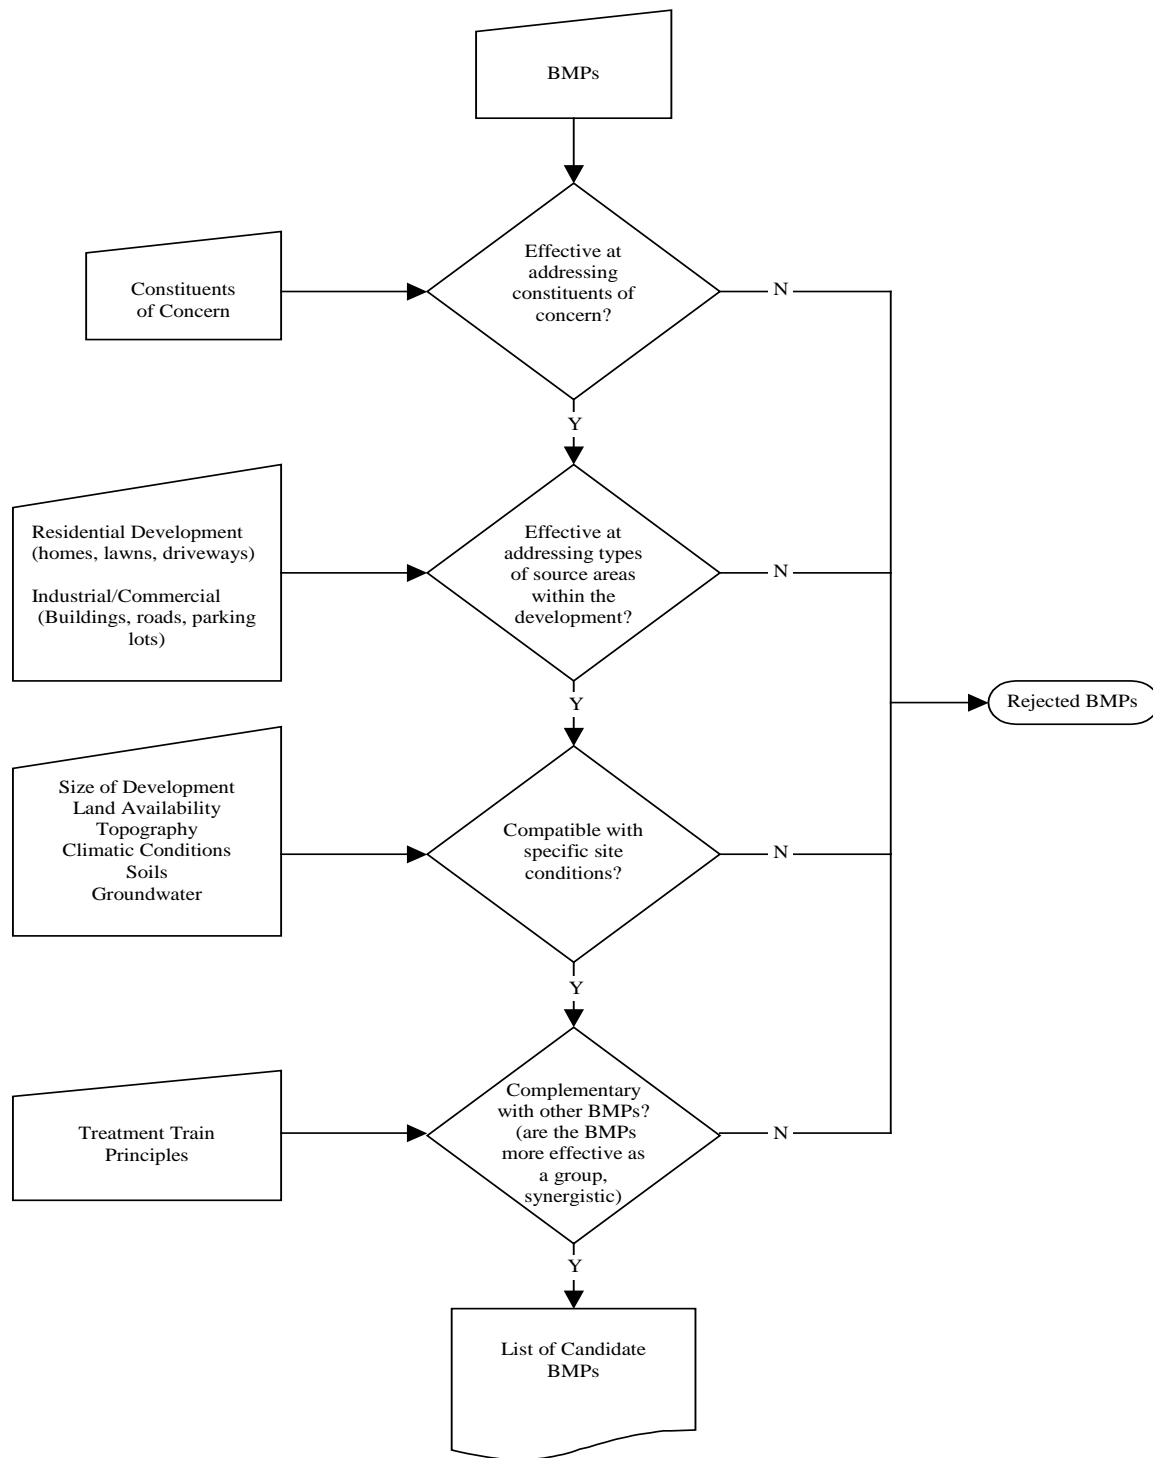 BMPs
Constituents
of Concern
Effective at
addressing
constituents of
concern?
N
Y
Residential Development
(homes, lawns, driveways)
Industrial/Commercial
(Buildings, roads, parking
lots)
Effective at
addressing types
of source areas
within the
development?
N
Y
Rejected BMPs
Size of Development
Land Availability
Topography
Climatic Conditions
Soils
Groundwater
Compatible with
specific site
conditions?
N
Y
Treatment Train
Principles
Complementary
with other BMPs?
(are the BMPs
more effective as
a group,
synergistic)
N
Y
List of Candidate
BMPs